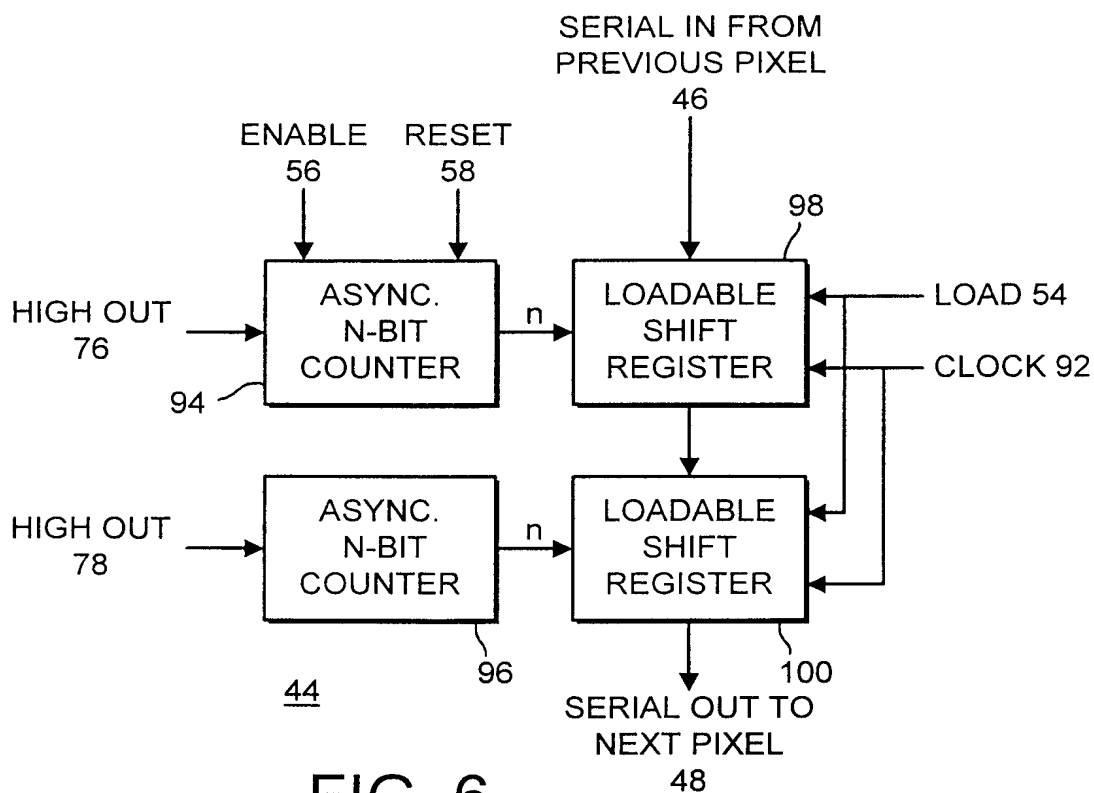 SERIAL IN FROM
PREVIOUS PIXEL
46
ENABLE
56
RESET
58
98
HIGH OUT
76
ASYNC.
N-BIT
COUNTER
94
n
LOADABLE
SHIFT
REGISTER
LOAD 54
CLOCK 92
HIGH OUT
78
ASYNC.
N-BIT
COUNTER
96
n
LOADABLE
SHIFT
REGISTER
100
44
SERIAL OUT TO
NEXT PIXEL
48
FIG. 6